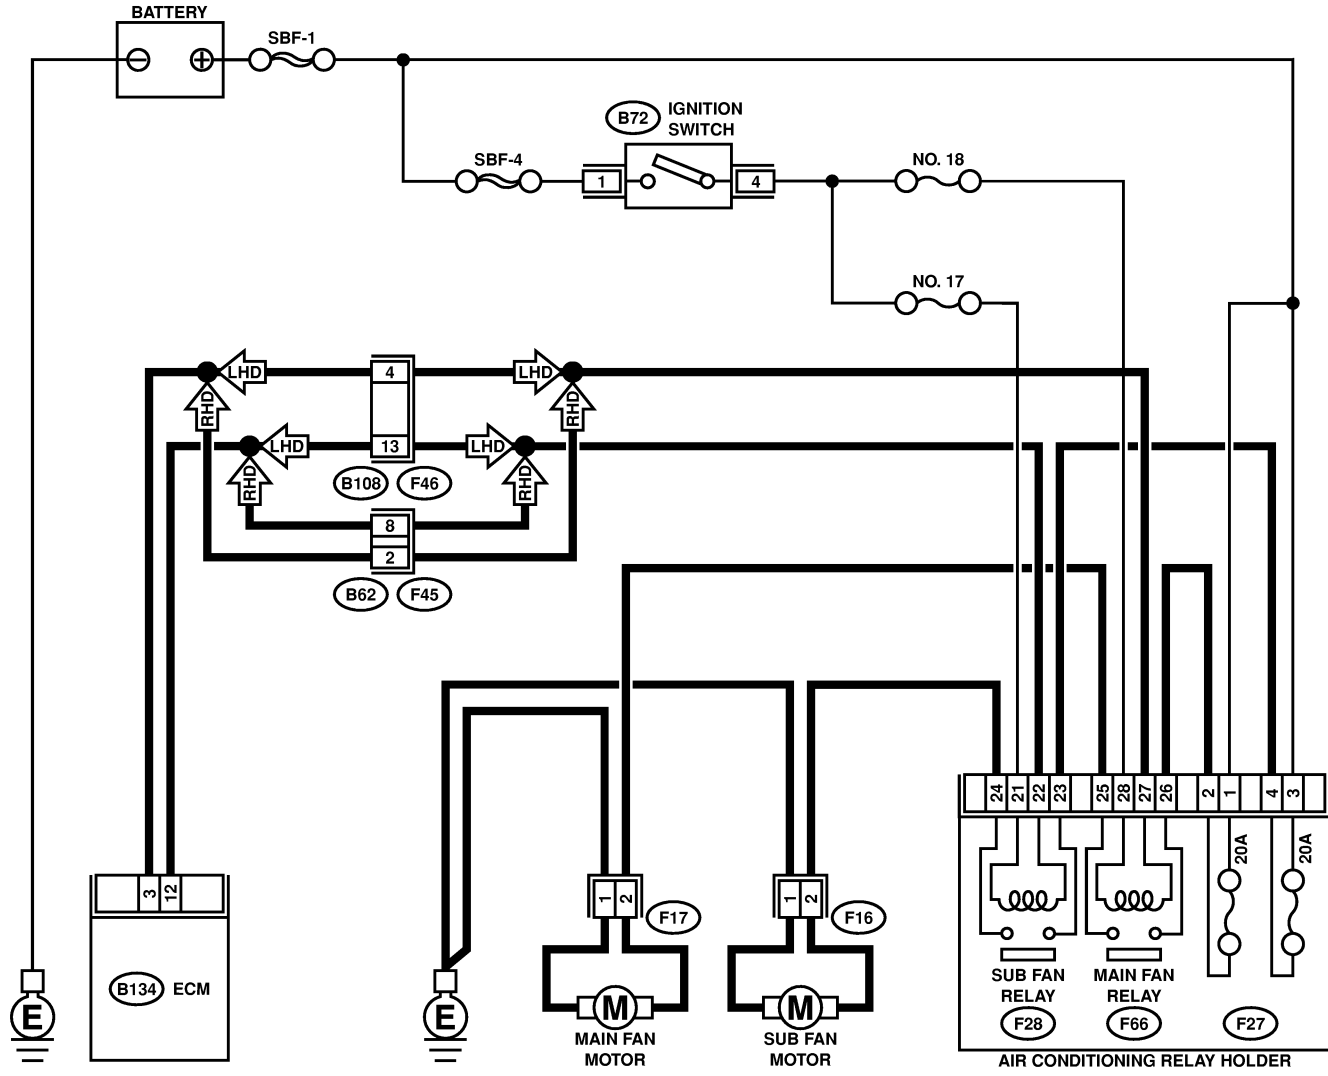 BATTERY
SBF-1
B72
IGNITION
SWITCH
SBF-4
1
4
NO. 18
NO. 17
LHD
4
LHD
RHD
RHD
LHD
13
LHD
RHD
RHD
B108
F46
8
2
B62
F45
24
21
22
23
25
28
27
26
2
1
4
3
20A
20A
3
12
1
2
F17
1
2
F16
B134
ECM
SUB FAN
RELAY
F28
MAIN FAN
RELAY
F66
F27
E
E
M
M
MAIN FAN
MOTOR
SUB FAN
MOTOR
AIR CONDITIONING RELAY HOLDER